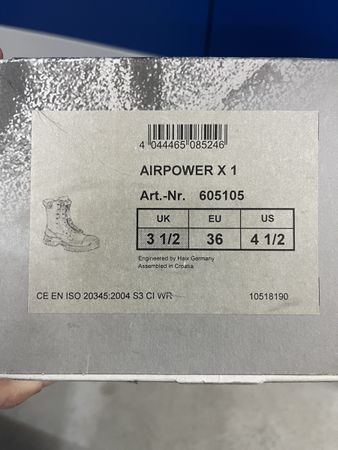 4 044465 085246
AIRPOWER X 1
Art.-Nr. 605105
UK EU US
3 1/2 36 4 1/2
Engineered by Haix Germany
Assembled in Croatia
CE EN ISO 20345:2004 S3 CI WR 10518190